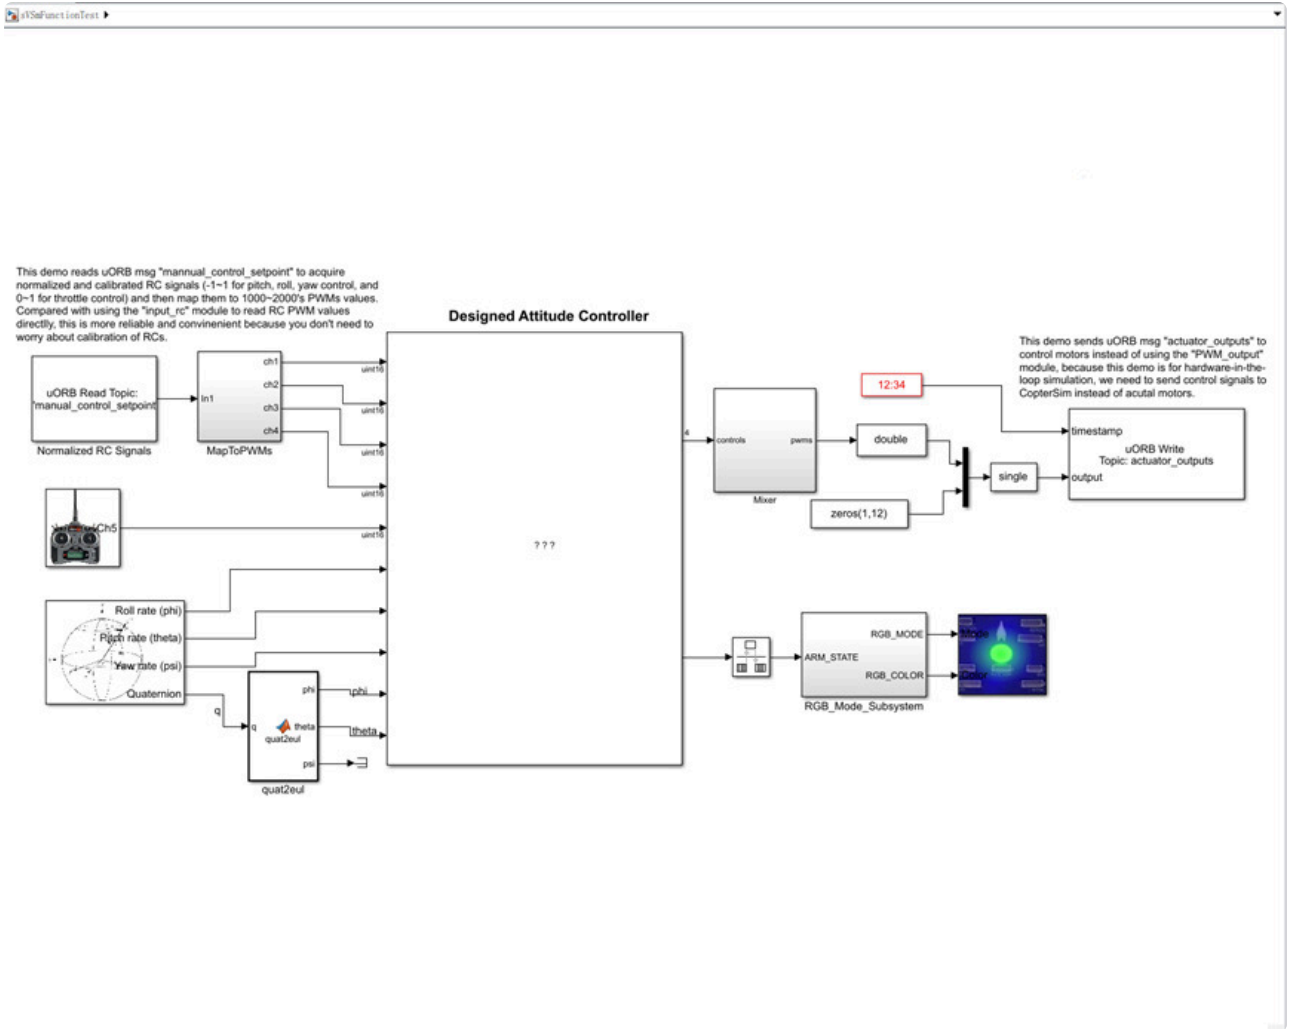 sVSmFunctionTest
This demo reads uORB msg "mannual_control_setpoint" to acquire
normalized and calibrated RC signals (-1~1 for pitch, roll, yaw control, and
0~1 for throttle control) and then map them to 1000~2000's PWMs values.
Compared with using the "input_rc" module to read RC PWM values
directlly, this is more reliable and convinenient because you don't need to
worry about calibration of RCs.
uORB Read Topic:
'manual_control_setpoint
Normalized RC Signals
In1
ch1
ch2
ch3
ch4
MapToPWMs
uint16
uint16
uint16
uint16
uint16
Ch5
Roll rate (phi)
Pitch rate (theta)
Yaw rate (psi)
Quaternion
q
q
phi
theta
psi
quat2eul
quat2eul
phi
theta
Designed Attitude Controller
? ? ?
4
controls
pwms
Mixer
12:34
double
zeros(1,12)
single
This demo sends uORB msg "actuator_outputs" to
control motors instead of using the "PWM_output"
module, because this demo is for hardware-in-the-
loop simulation, we need to send control signals to
CopterSim instead of acutal motors.
timestamp
uORB Write
Topic: actuator_outputs
output
ARM_STATE
RGB_MODE
RGB_COLOR
RGB_Mode_Subsystem
Mode
Color